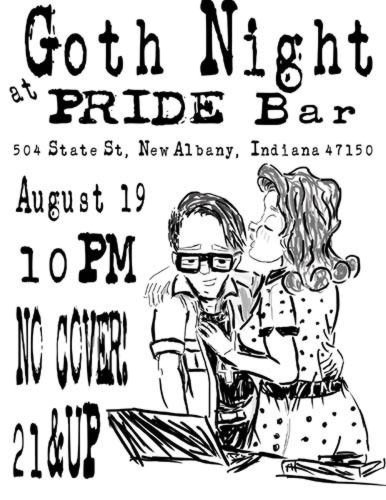 Goth Night
at PRIDE Bar
504 State St, New Albany, Indiana 47150
August 19
10 PM
NO COVER!
21 & UP